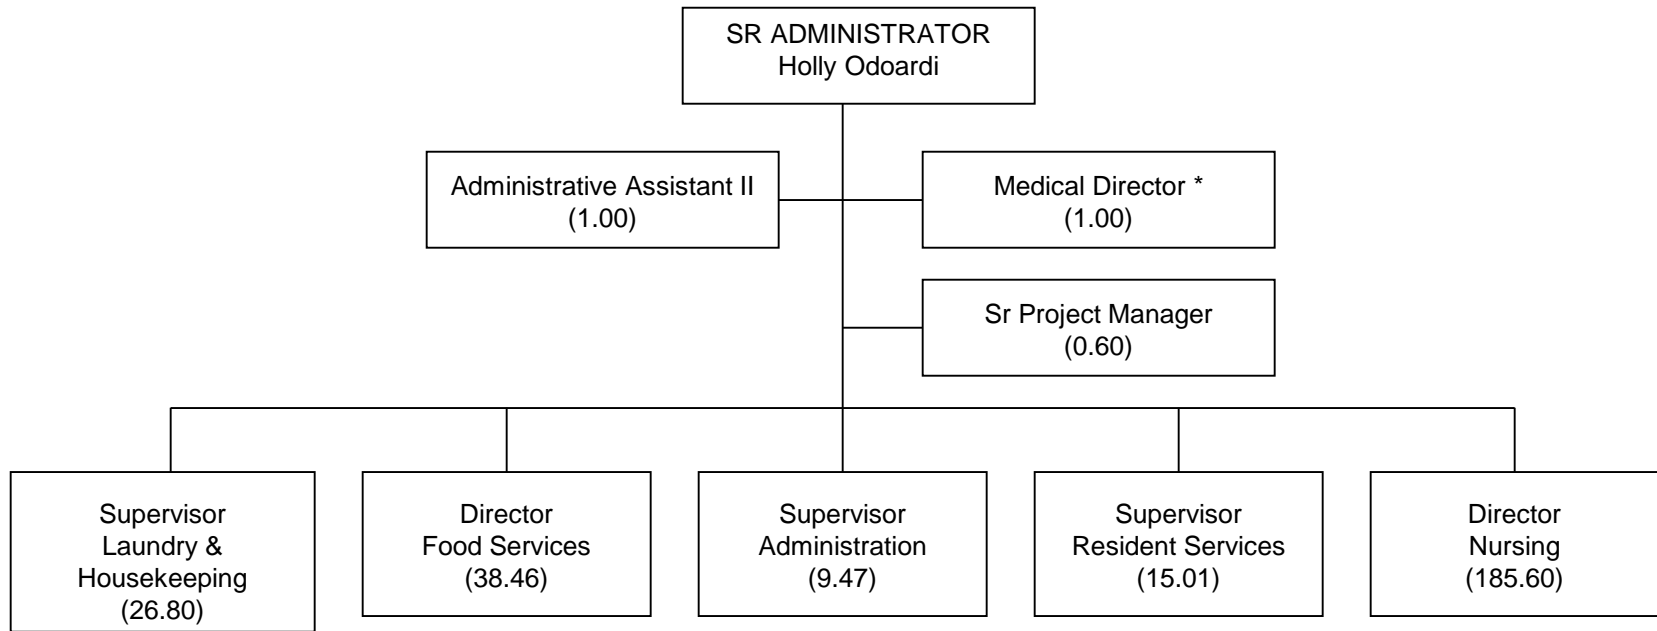 SR ADMINISTRATOR
Holly Odoardi
Administrative Assistant II
(1.00)
Medical Director *
(1.00)
Sr Project Manager
(0.60)
Supervisor
Laundry &
Housekeeping
(26.80)
Director
Food Services
(38.46)
Supervisor
Administration
(9.47)
Supervisor
Resident Services
(15.01)
Director
Nursing
(185.60)